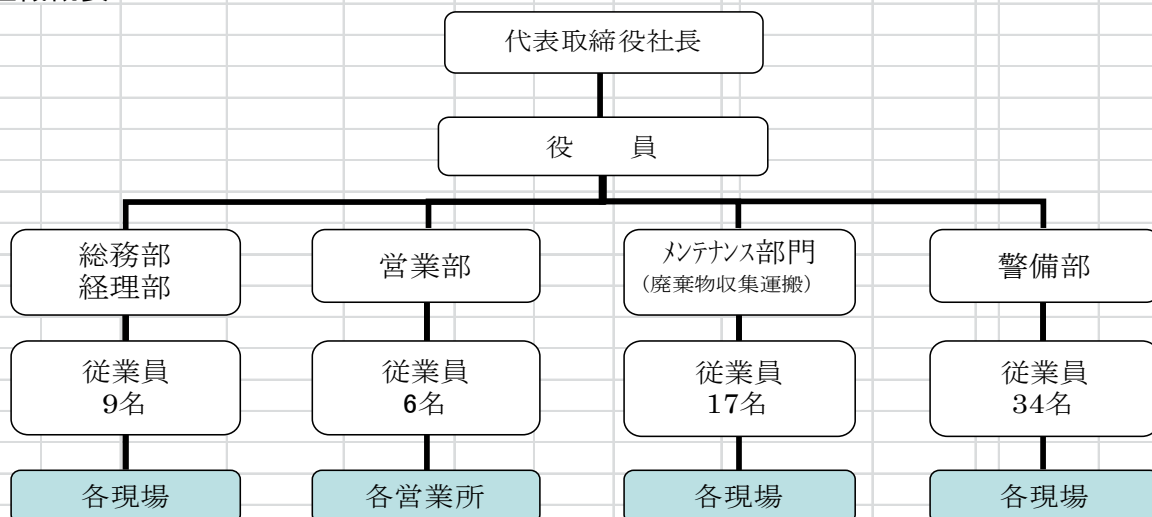 代表取締役社長
役　員
総務部
経理部
営業部
メンテナンス部門
(廃棄物収集運搬)
警備部
従業員
9名
従業員
6名
従業員
17名
従業員
34名
各現場
各営業所
各現場
各現場